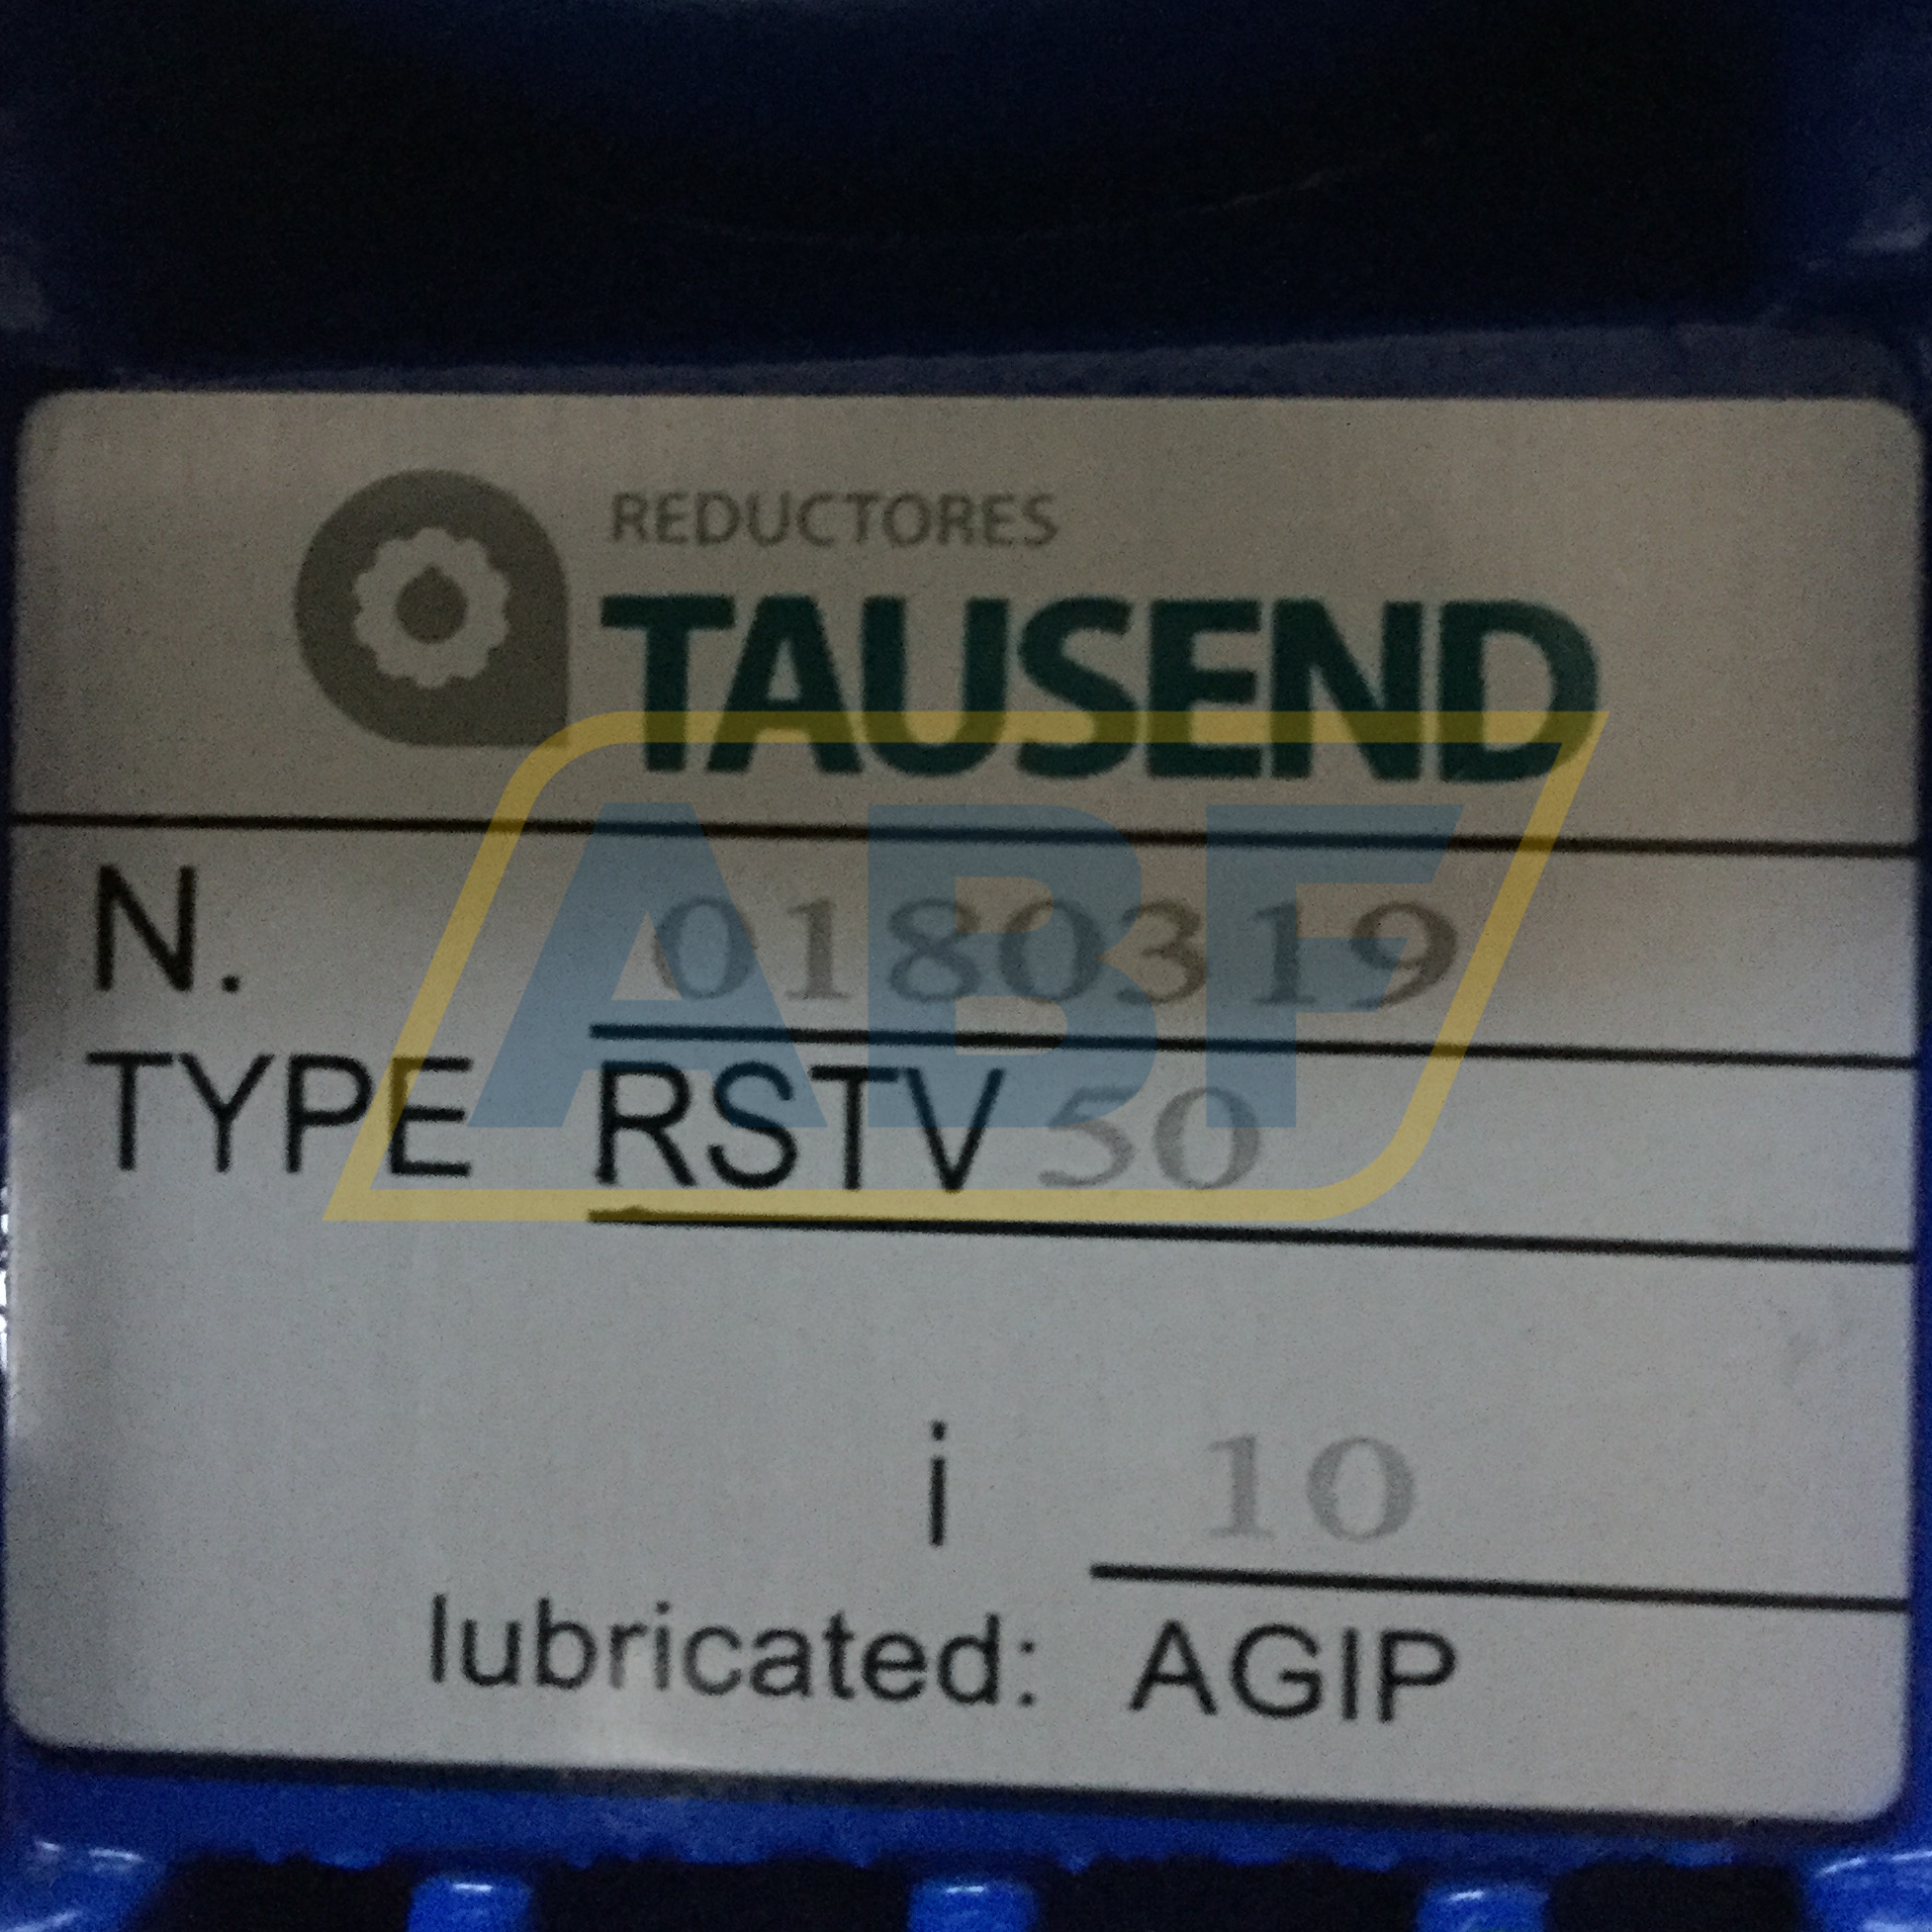 REDUCTORES
TAUSEND
N. 0180319
TYPE RSTV 50
ABF
i 10
lubricated: AGIP